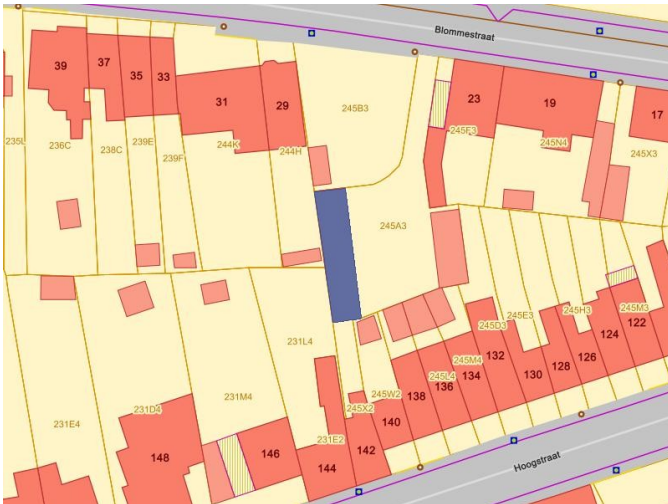 Blommestraat
39
37
35
33
31
29
245B3
23
19
17
245F3
245N4
245X3
236C
238C
239E
239F
244K
244H
245A3
231L4
245E3
245H3
245M3
122
124
126
128
130
132
245D3
245M4
134
245L4
136
138
245W2
140
245X2
142
231E2
144
146
231M4
231D4
148
231E4
Hoogstraat